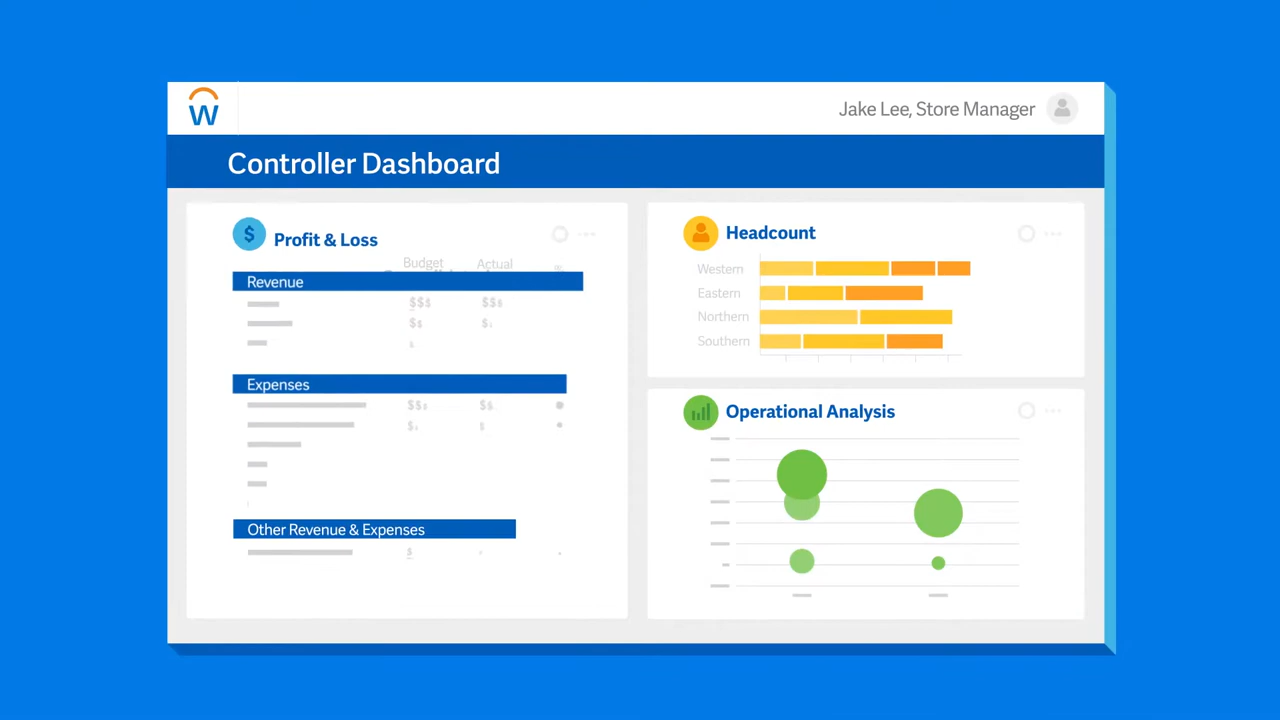 W
Jake Lee, Store Manager
Controller Dashboard
$ Profit & Loss
Budget Actual
Revenue
$$$ $$$
$$ $
$
Expenses
$$$ $$
$ $
Other Revenue & Expenses
$
Headcount
Western
Eastern
Northern
Southern
Operational Analysis